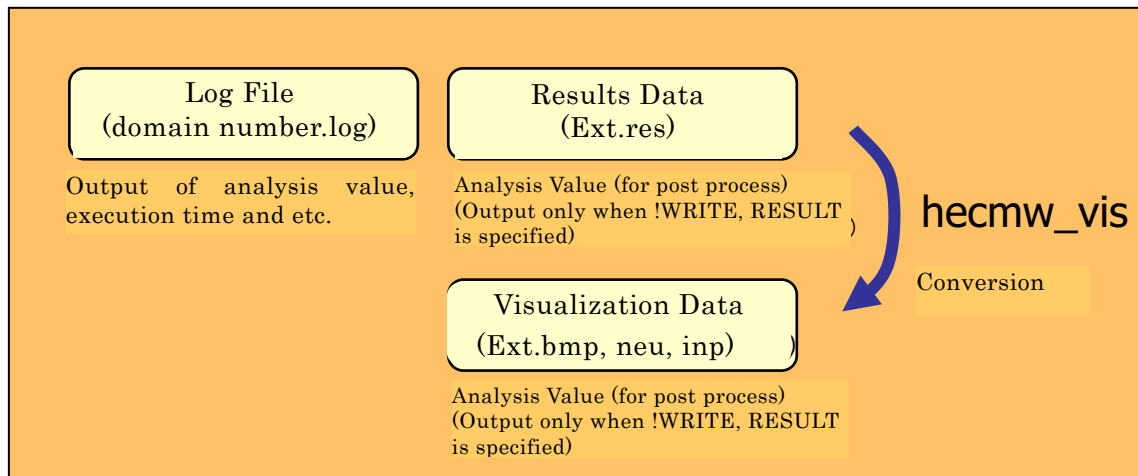 Log File
(domain number.log)
Output of analysis value,
execution time and etc.
Results Data
(Ext.res)
Analysis Value (for post process)
(Output only when !WRITE, RESULT
is specified)
)
hecmw_vis
Conversion
Visualization Data
(Ext.bmp, neu, inp)
)
Analysis Value (for post process)
(Output only when !WRITE, RESULT
is specified)